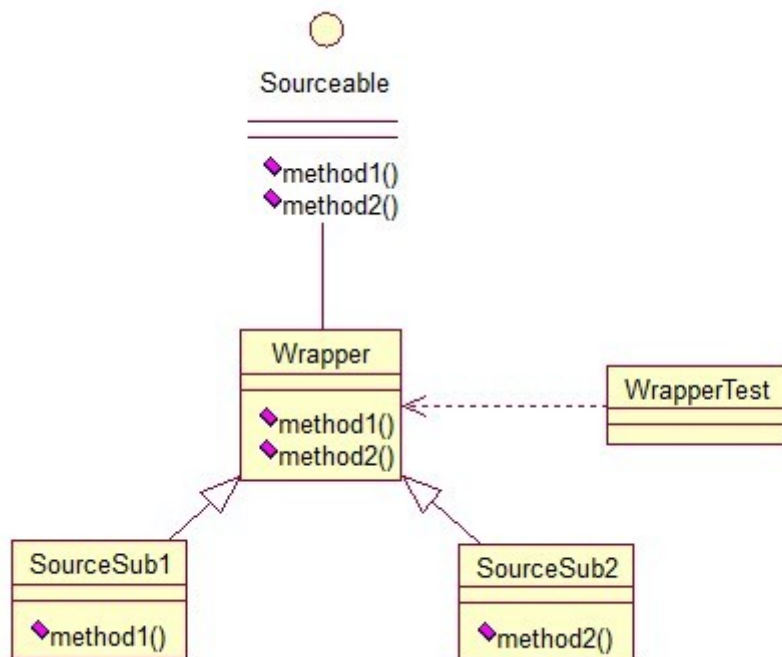 Sourceable
method1()
method2()
Wrapper
method1()
method2()
WrapperTest
SourceSub1
method1()
SourceSub2
method2()